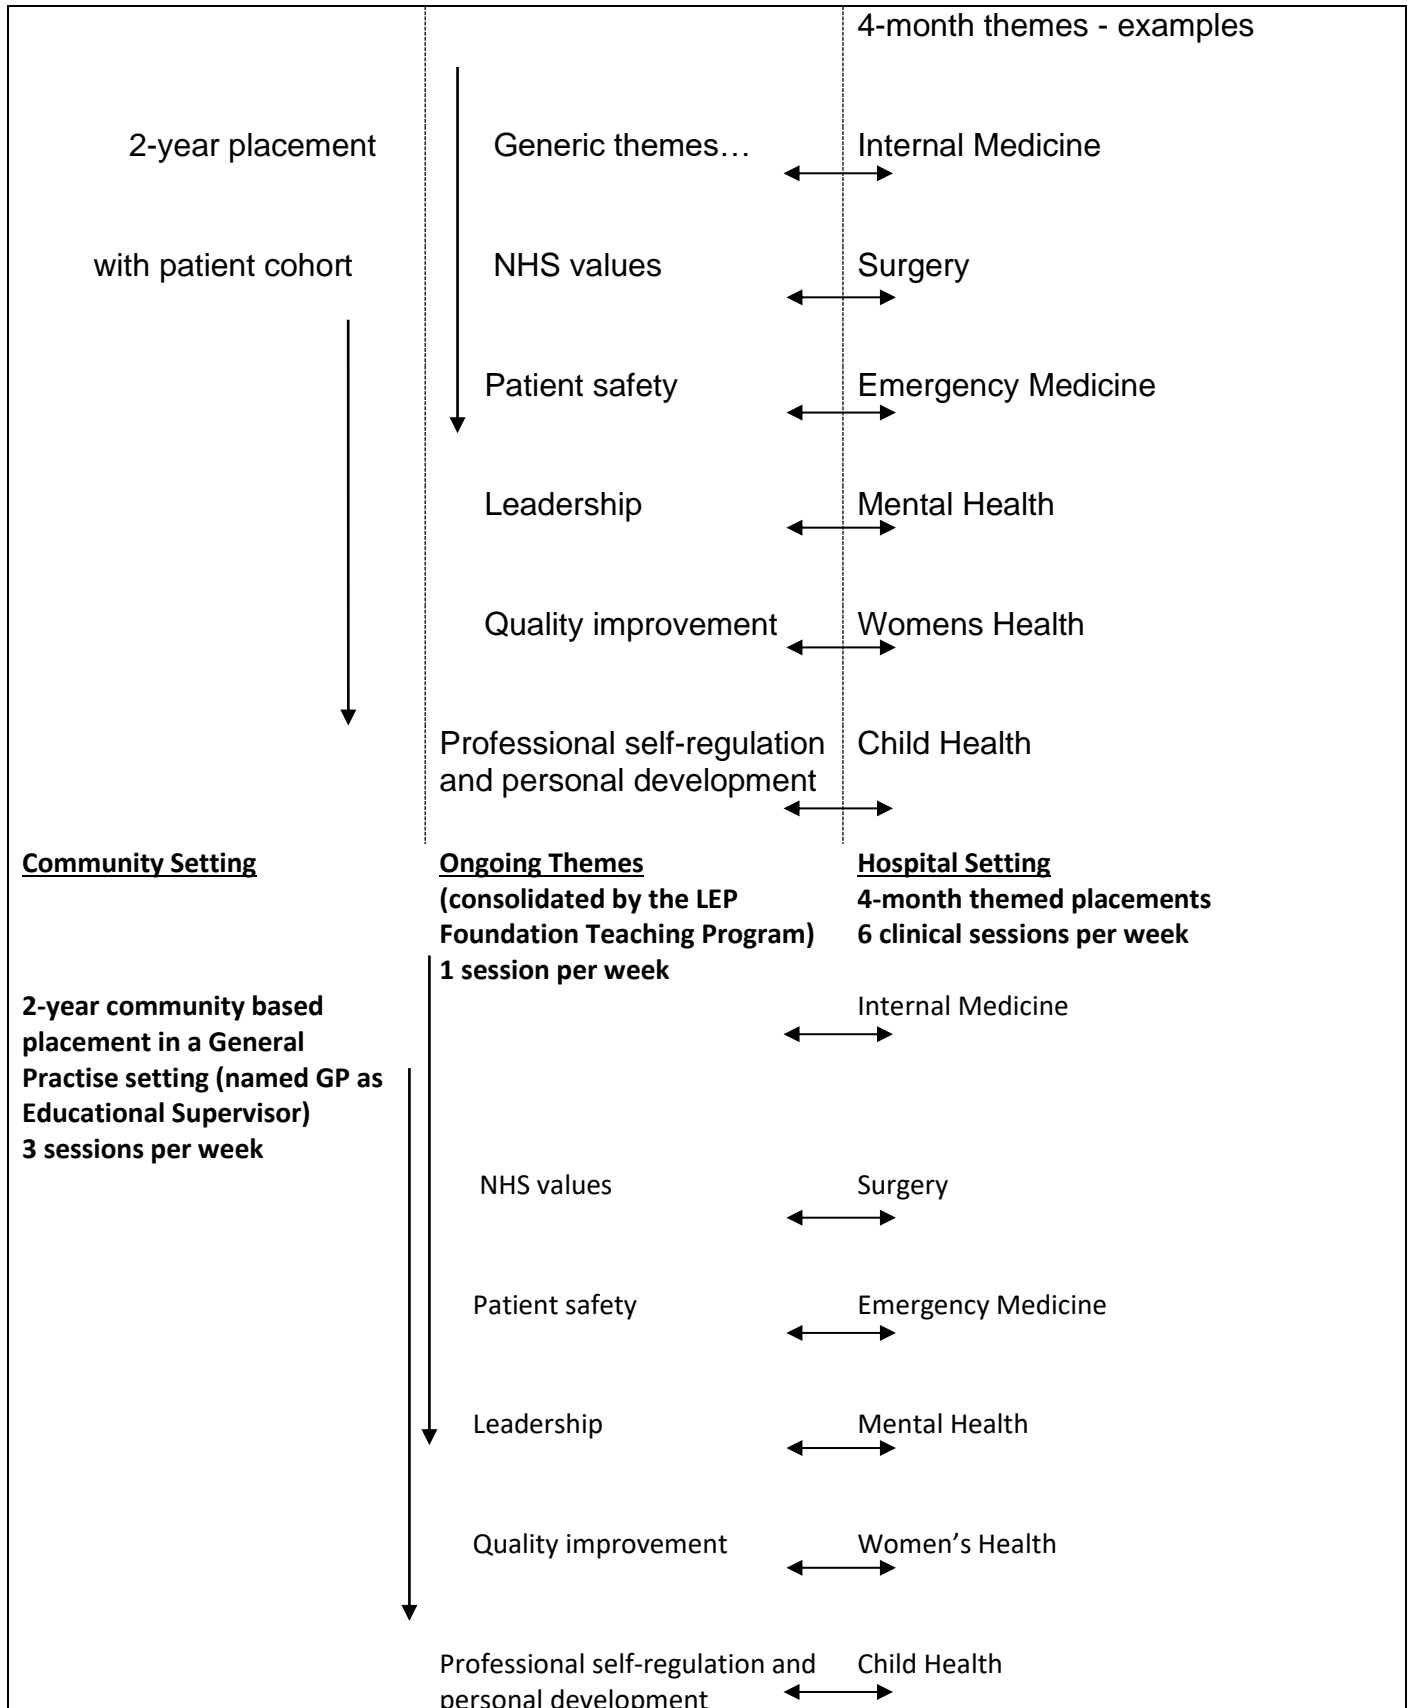 4-month themes - examples
2-year placement
Generic themes…
Internal Medicine
with patient cohort
NHS values
Surgery
Patient safety
Emergency Medicine
Leadership
Mental Health
Quality improvement
Womens Health
Professional self-regulation
and personal development
Child Health
Community Setting
Ongoing Themes
(consolidated by the LEP
Foundation Teaching Program)
1 session per week
Hospital Setting
4-month themed placements
6 clinical sessions per week
2-year community based
placement in a General
Practise setting (named GP as
Educational Supervisor)
3 sessions per week
Internal Medicine
NHS values
Surgery
Patient safety
Emergency Medicine
Leadership
Mental Health
Quality improvement
Women’s Health
Professional self-regulation and
personal development
Child Health